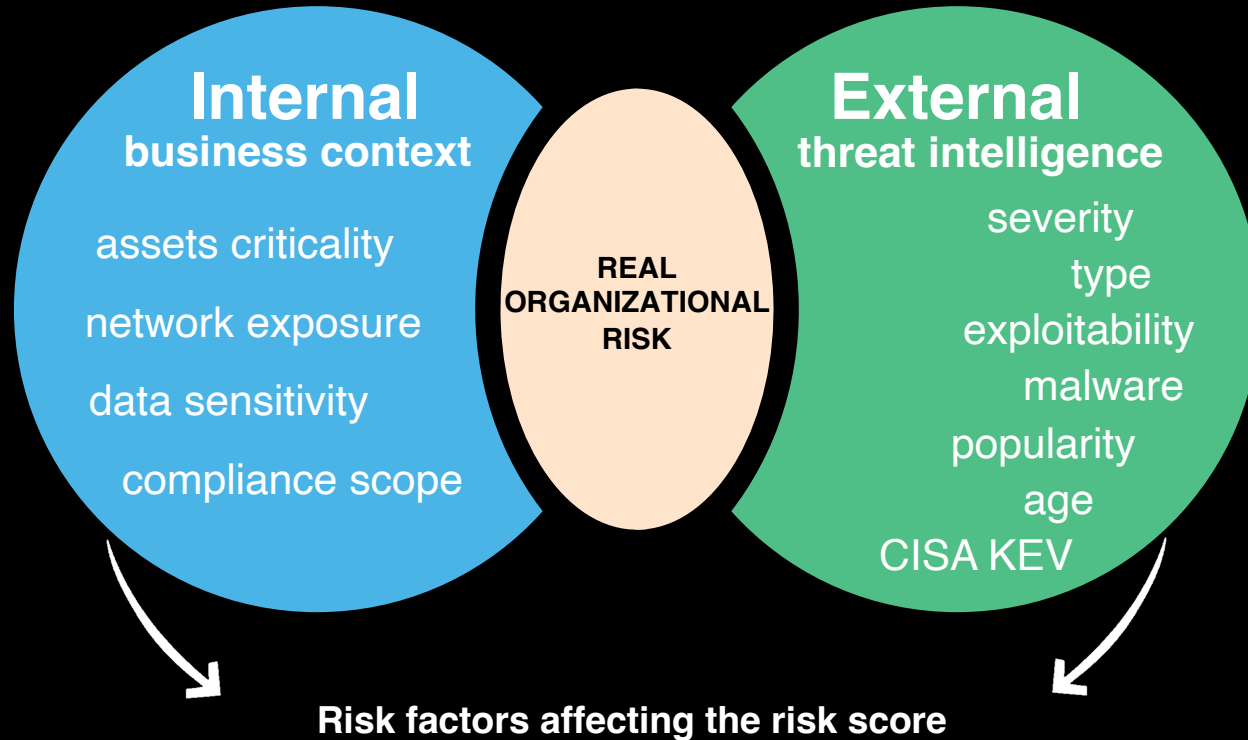 Internal
business context
assets criticality
network exposure
data sensitivity
compliance scope
REAL
ORGANIZATIONAL
RISK
External
threat intelligence
severity
type
exploitability
malware
popularity
age
CISA KEV
Risk factors affecting the risk score